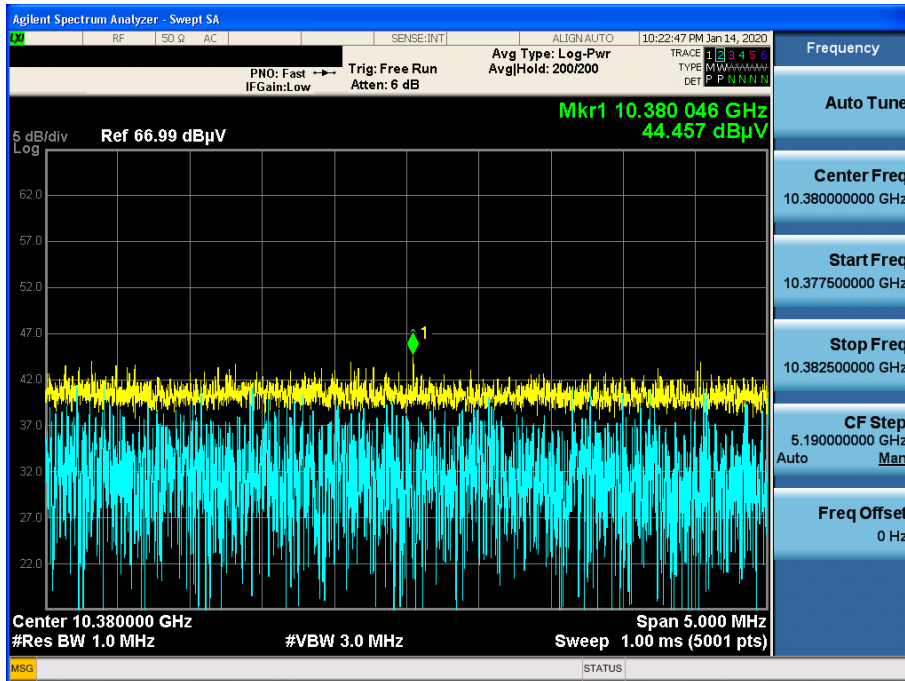 Agilent Spectrum Analyzer - Swept SA
LXI RF 50 Ω AC SENSE:INT ALIGN AUTO 10:22:47 PM Jan 14, 2020
Frequency
PNO: Fast
IFGain:Low
Trig: Free Run
Atten: 6 dB
Avg Type: Log-Pwr
Avg|Hold: 200/200
TRACE 1 2 3 4 5 6
TYPE M W
DET P P N N N N
Mkr1 10.380 046 GHz
44.457 dBµV
5 dB/div Ref 66.99 dBµV
Log
62.0
57.0
52.0
47.0
42.0
37.0
32.0
27.0
22.0
1
Center 10.380000 GHz Span 5.000 MHz
#Res BW 1.0 MHz #VBW 3.0 MHz Sweep 1.00 ms (5001 pts)
Auto Tune
Center Freq
10.380000000 GHz
Start Freq
10.377500000 GHz
Stop Freq
10.382500000 GHz
CF Step
5.190000000 GHz
Auto Man
Freq Offset
0 Hz
MSG STATUS